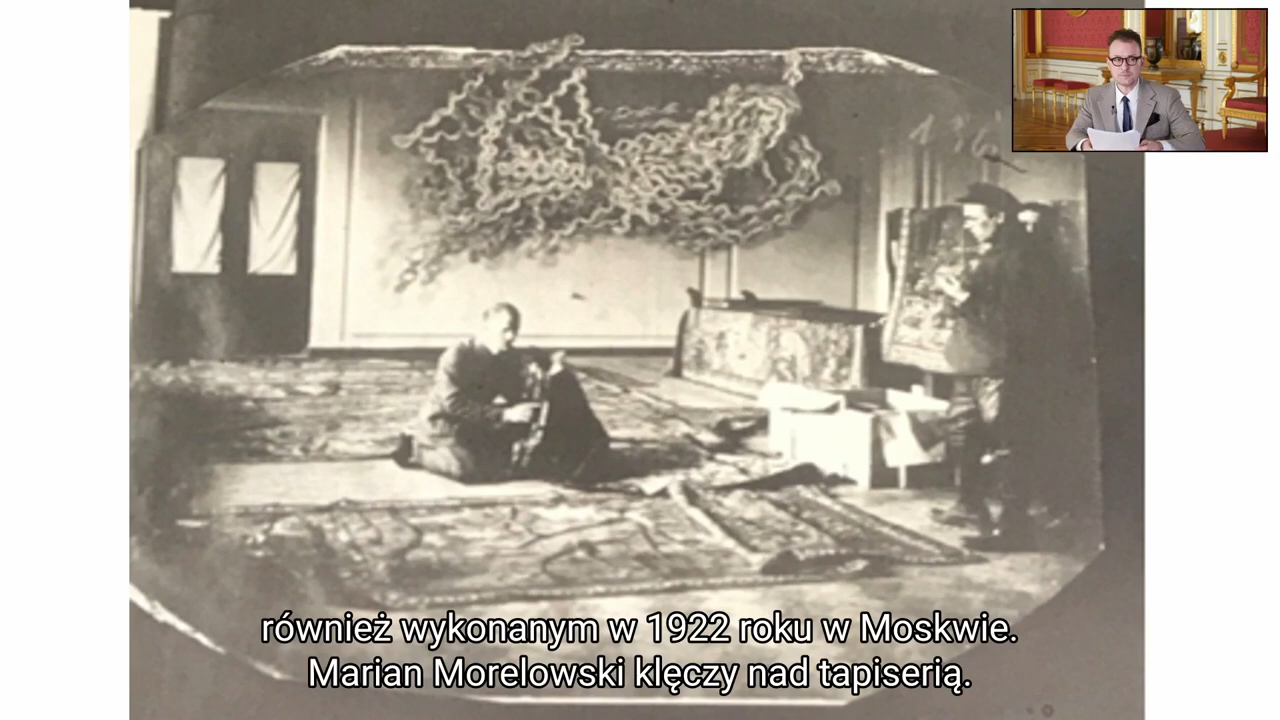 również wykonanym w 1922 roku w Moskwie.
Marian Morelowski klęczy nad tapiserią.